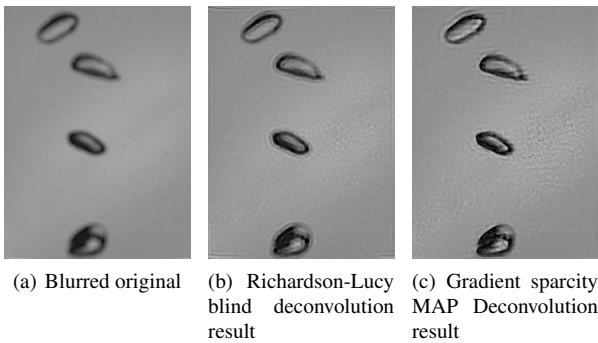 (a) Blurred original
(b) Richardson-Lucy
blind deconvolution
result
(c) Gradient sparcity
MAP Deconvolution
result